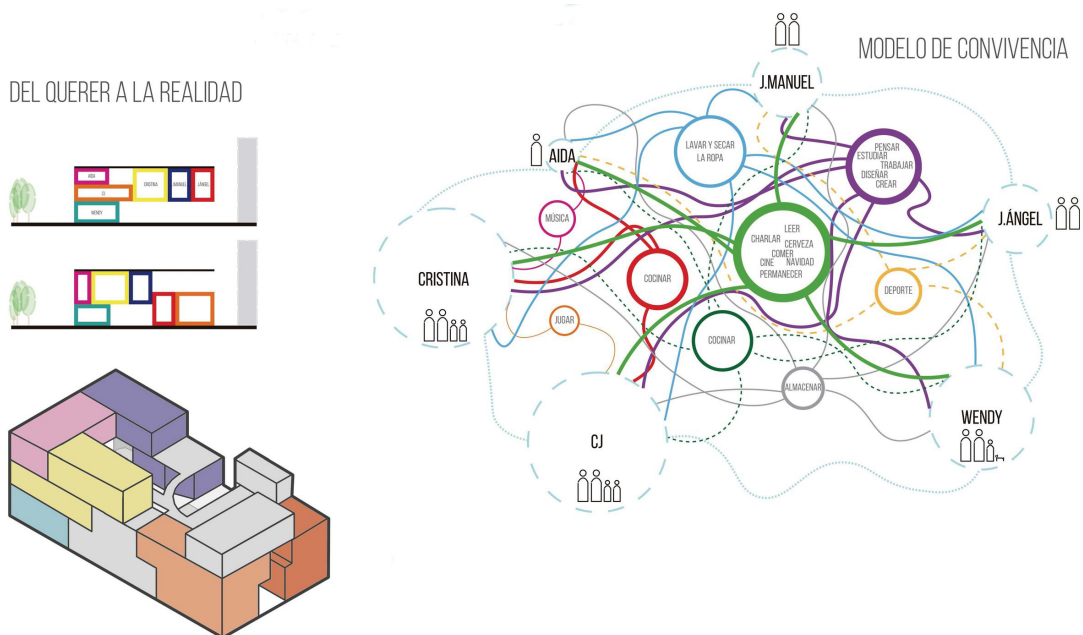 DEL QUERER A LA REALIDAD
AIDA
CJ
WENDY
CRISTINA
J.MANUEL
J.ÁNGEL
MODELO DE CONVIVENCIA
J.MANUEL
AIDA
LAVAR Y SECAR
LA ROPA
PENSAR
ESTUDIAR
TRABAJAR
DISEÑAR
CREAR
MÚSICA
LEER
CHARLAR
CERVEZA
COMER
CINE
NAVIDAD
PERMANECER
J.ÁNGEL
CRISTINA
COCINAR
DEPORTE
JUGAR
COCINAR
ALMACENAR
CJ
WENDY